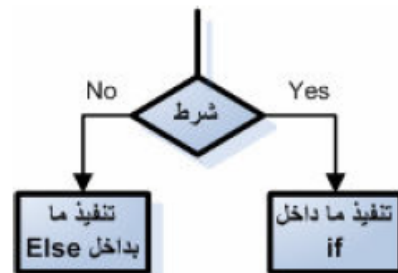 No
Yes
شرط
تنفيذ ما
بداخل Else
تنفيذ ما داخل
if